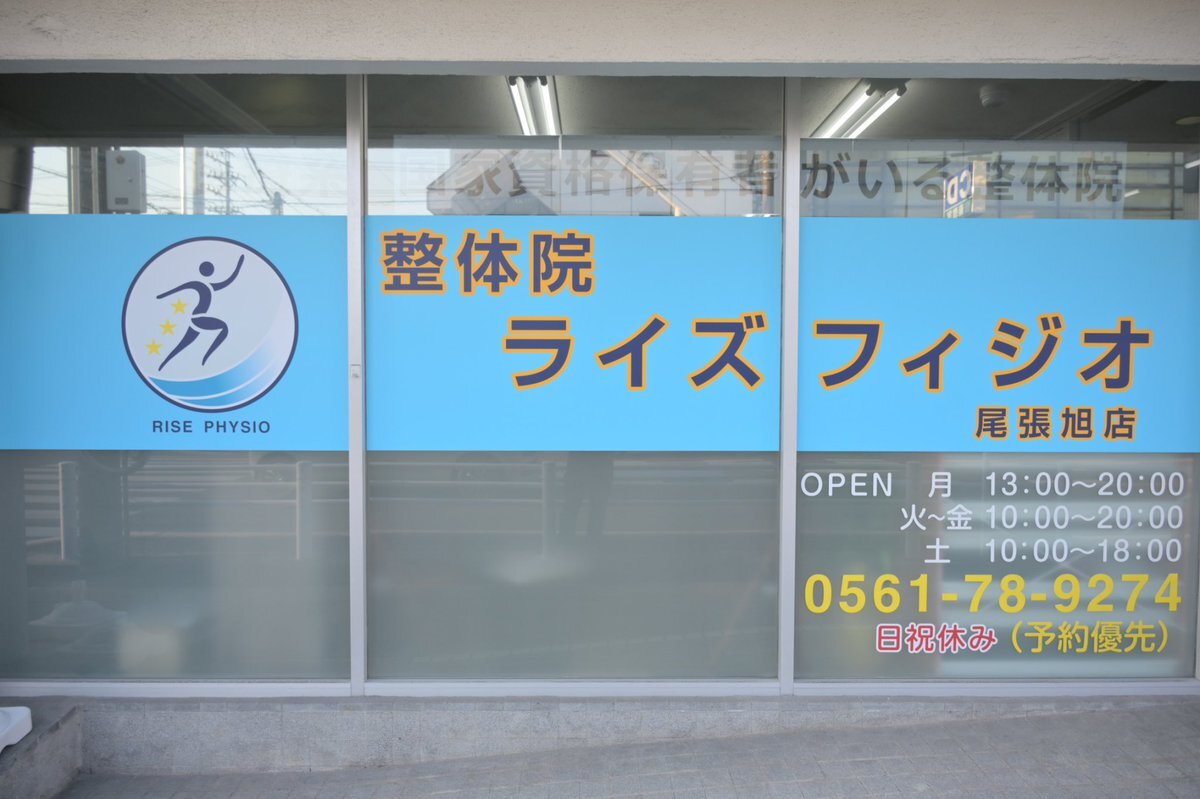 国家資格保有者がいる整体院
整体院
ライズフィジオ
尾張旭店
RISE PHYSIO
OPEN 月 13:00~20:00
火~金 10:00~20:00
土 10:00~18:00
0561-78-9274
日祝休み(予約優先)